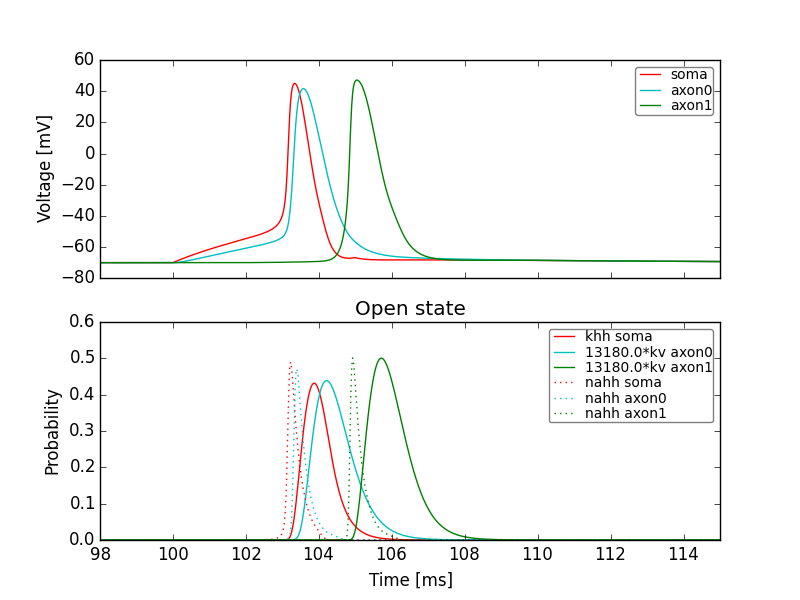 60
40
20
0
−20
−40
−60
−80
Voltage [mV]
soma
axon0
axon1
Open state
0.6
0.5
0.4
0.3
0.2
0.1
0.0
Probability
khh soma
13180.0*kv axon0
13180.0*kv axon1
nahh soma
nahh axon0
nahh axon1
98 100 102 104 106 108 110 112 114
Time [ms]